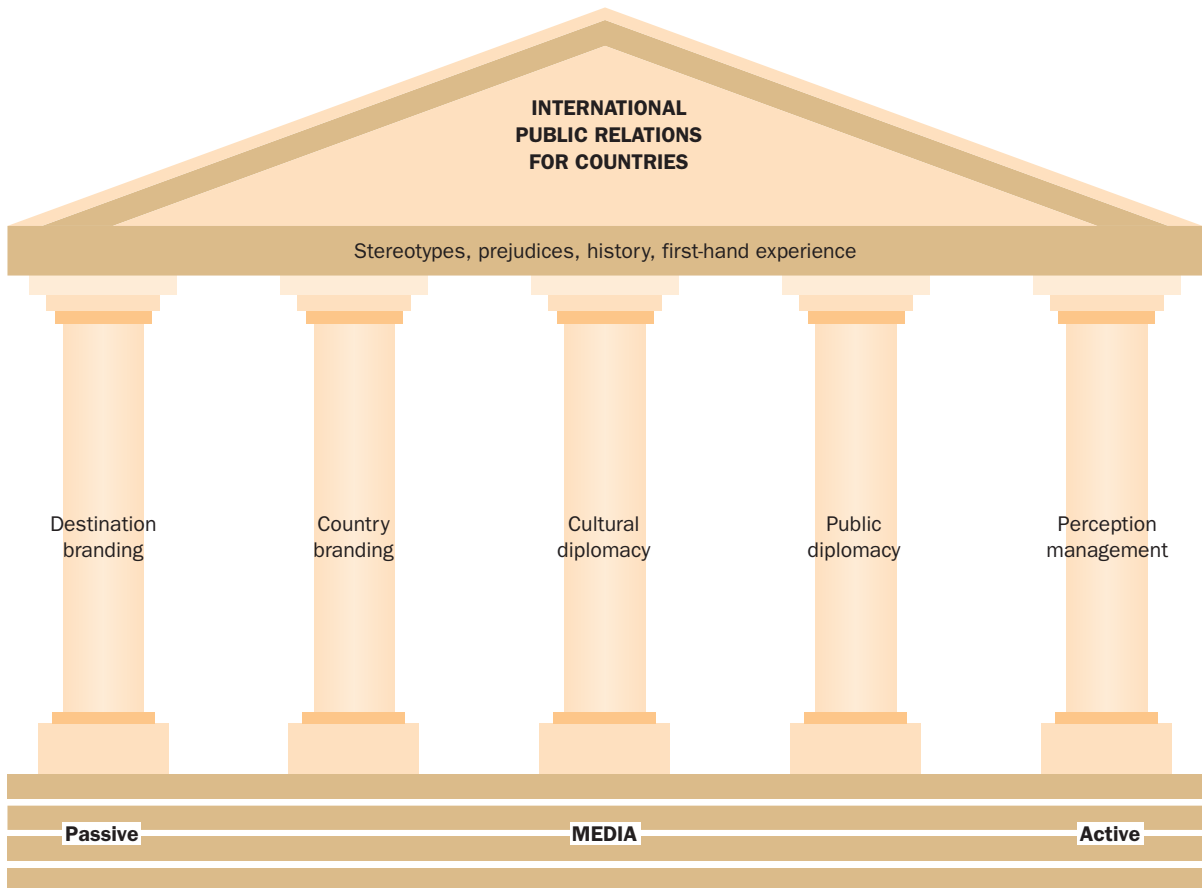 INTERNATIONAL
PUBLIC RELATIONS
FOR COUNTRIES
Stereotypes, prejudices, history, first-hand experience
Destination
branding
Country
branding
Cultural
diplomacy
Public
diplomacy
Perception
management
Passive
MEDIA
Active